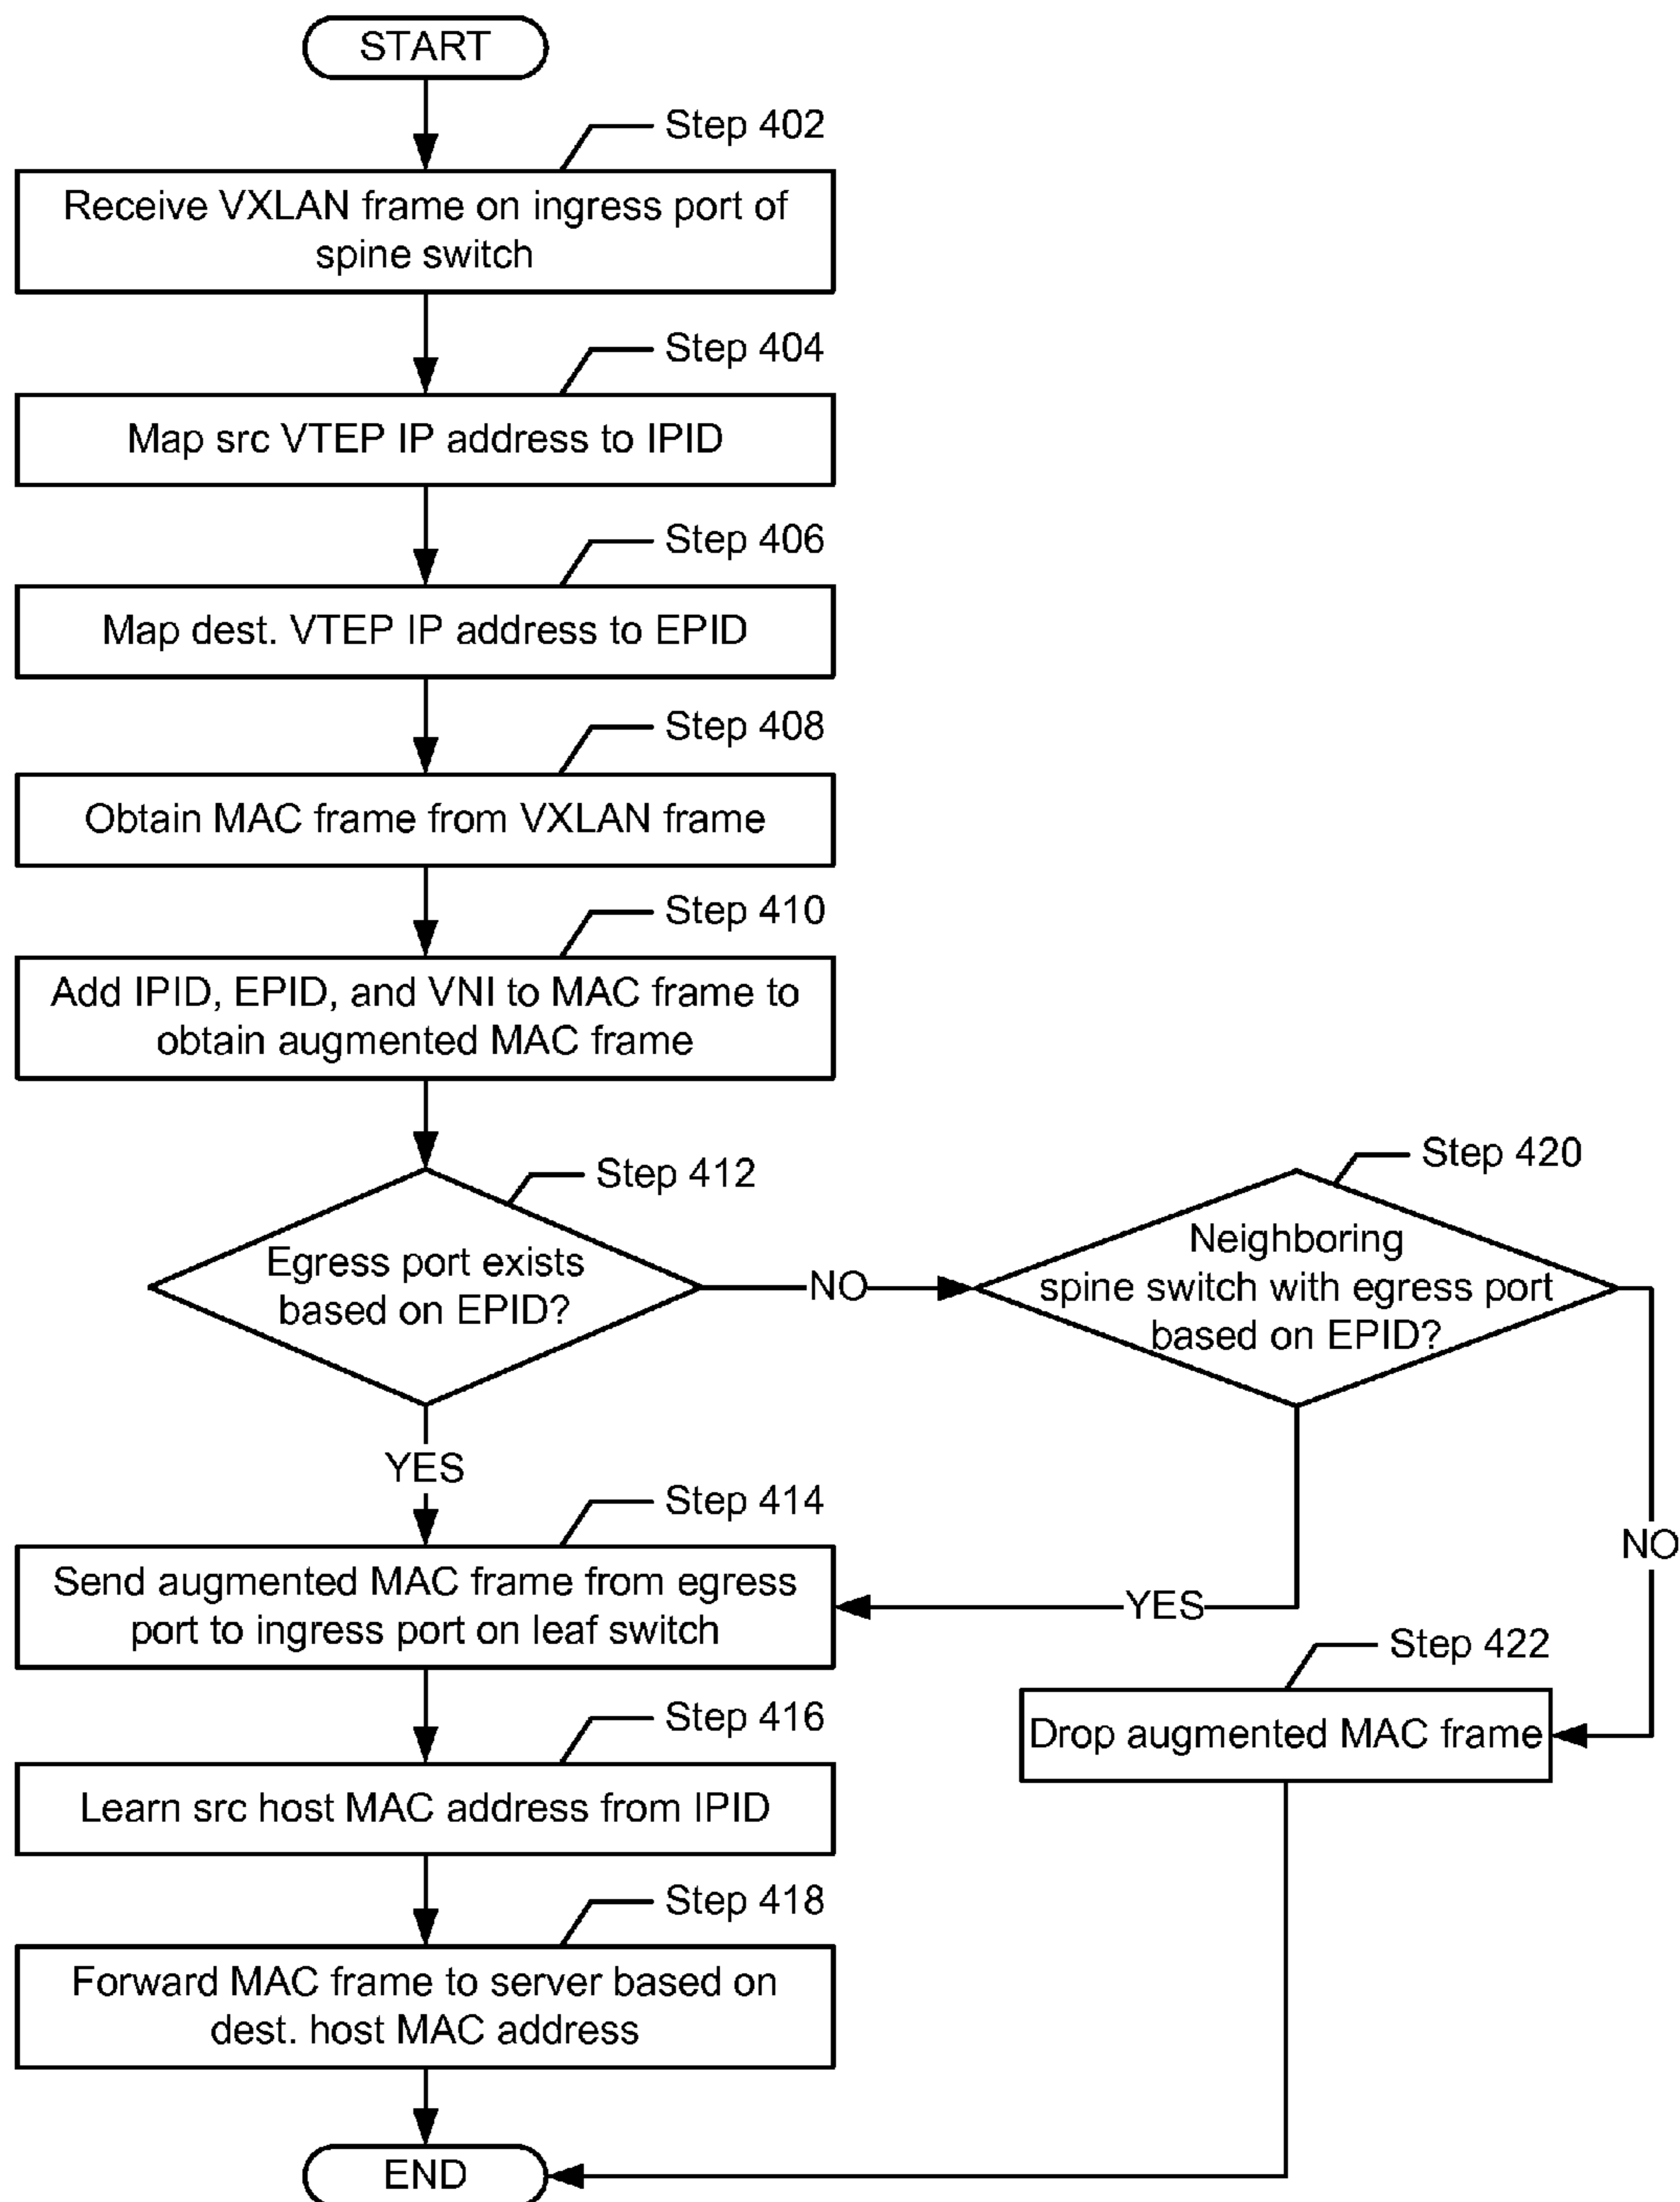 START
Step 402
Receive VXLAN frame on ingress port of
spine switch
Step 404
Map src VTEP IP address to IPID
Step 406
Map dest. VTEP IP address to EPID
Step 408
Obtain MAC frame from VXLAN frame
Step 410
Add IPID, EPID, and VNI to MAC frame to
obtain augmented MAC frame
Step 412
Egress port exists
based on EPID?
NO
Step 420
Neighboring
spine switch with egress port
based on EPID?
YES
Step 414
Send augmented MAC frame from egress
port to ingress port on leaf switch
YES
NO
Step 422
Drop augmented MAC frame
Step 416
Learn src host MAC address from IPID
Step 418
Forward MAC frame to server based on
dest. host MAC address
END